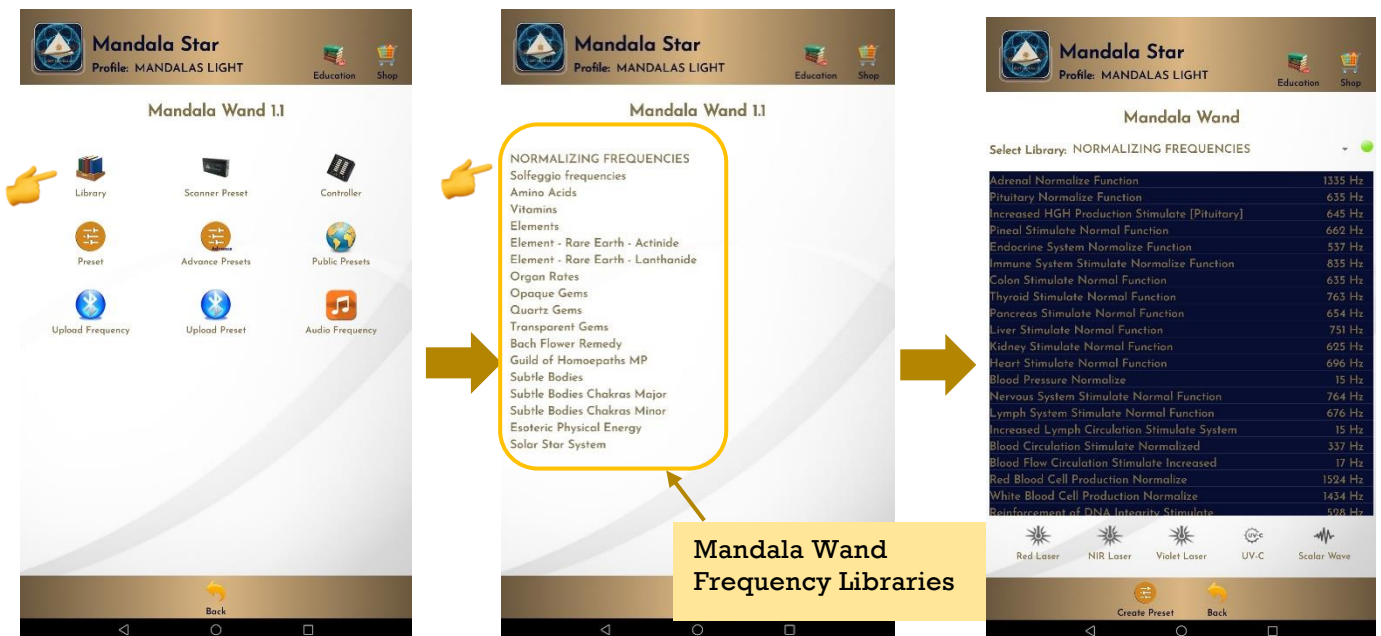 Mandala Star
Profile: MANDALAS LIGHT
Education
Shop
Mandala Wand 1.1
Library
Scanner Preset
Controller
Preset
Advance Presets
Public Presets
Upload Frequency
Upload Preset
Audio Frequency
Back
Mandala Star
Profile: MANDALAS LIGHT
Education
Shop
Mandala Wand 1.1
NORMALIZING FREQUENCIES
Solfeggio frequencies
Amino Acids
Vitamins
Elements
Element - Rare Earth - Actinide
Element - Rare Earth - Lanthanide
Organ Rates
Opaque Gems
Quartz Gems
Transparent Gems
Bach Flower Remedy
Guild of Homoepaths MP
Subtle Bodies
Subtle Bodies Chakras Major
Subtle Bodies Chakras Minor
Esoteric Physical Energy
Solar Star System
Mandala Wand
Frequency Libraries
Mandala Star
Profile: MANDALAS LIGHT
Education
Shop
Mandala Wand
Select Library: NORMALIZING FREQUENCIES
Adrenal Normalize Function 1335 Hz
Pituitary Normalize Function 635 Hz
Increased HGH Production Stimulate [Pituitary] 645 Hz
Pineal Stimulate Normal Function 662 Hz
Endocrine System Normalize Function 537 Hz
Immune System Stimulate Normalize Function 835 Hz
Colon Stimulate Normal Function 635 Hz
Thyroid Stimulate Normal Function 763 Hz
Pancreas Stimulate Normal Function 654 Hz
Liver Stimulate Normal Function 751 Hz
Kidney Stimulate Normal Function 625 Hz
Heart Stimulate Normal Function 696 Hz
Blood Pressure Normalize 15 Hz
Nervous System Stimulate Normal Function 764 Hz
Lymph System Stimulate Normal Function 676 Hz
Increased Lymph Circulation Stimulate System 15 Hz
Blood Circulation Stimulate Normalized 337 Hz
Blood Flow Circulation Stimulate Increased 17 Hz
Red Blood Cell Production Normalize 1524 Hz
White Blood Cell Production Normalize 1434 Hz
Reinforcement of DNA Integrity Stimulate 528 Hz
Red Laser
NIR Laser
Violet Laser
UV-C
Scalar Wave
Create Preset
Back